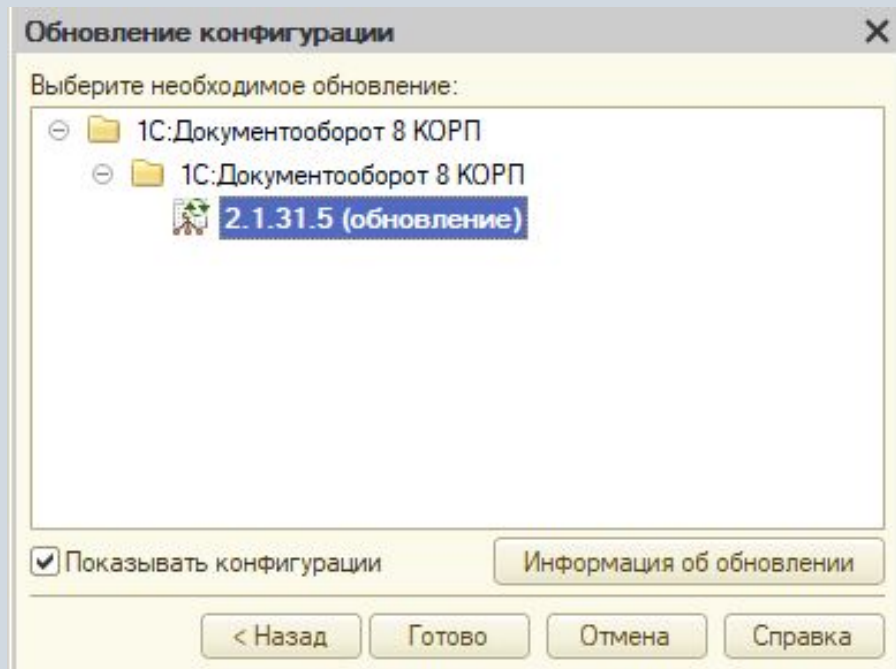 Обновление конфигурации
Выберите необходимое обновление:
1С:Документооборот 8 КОРП
1С:Документооборот 8 КОРП
2.1.31.5 (обновление)
Показывать конфигурации
Информация об обновлении
< Назад
Готово
Отмена
Справка